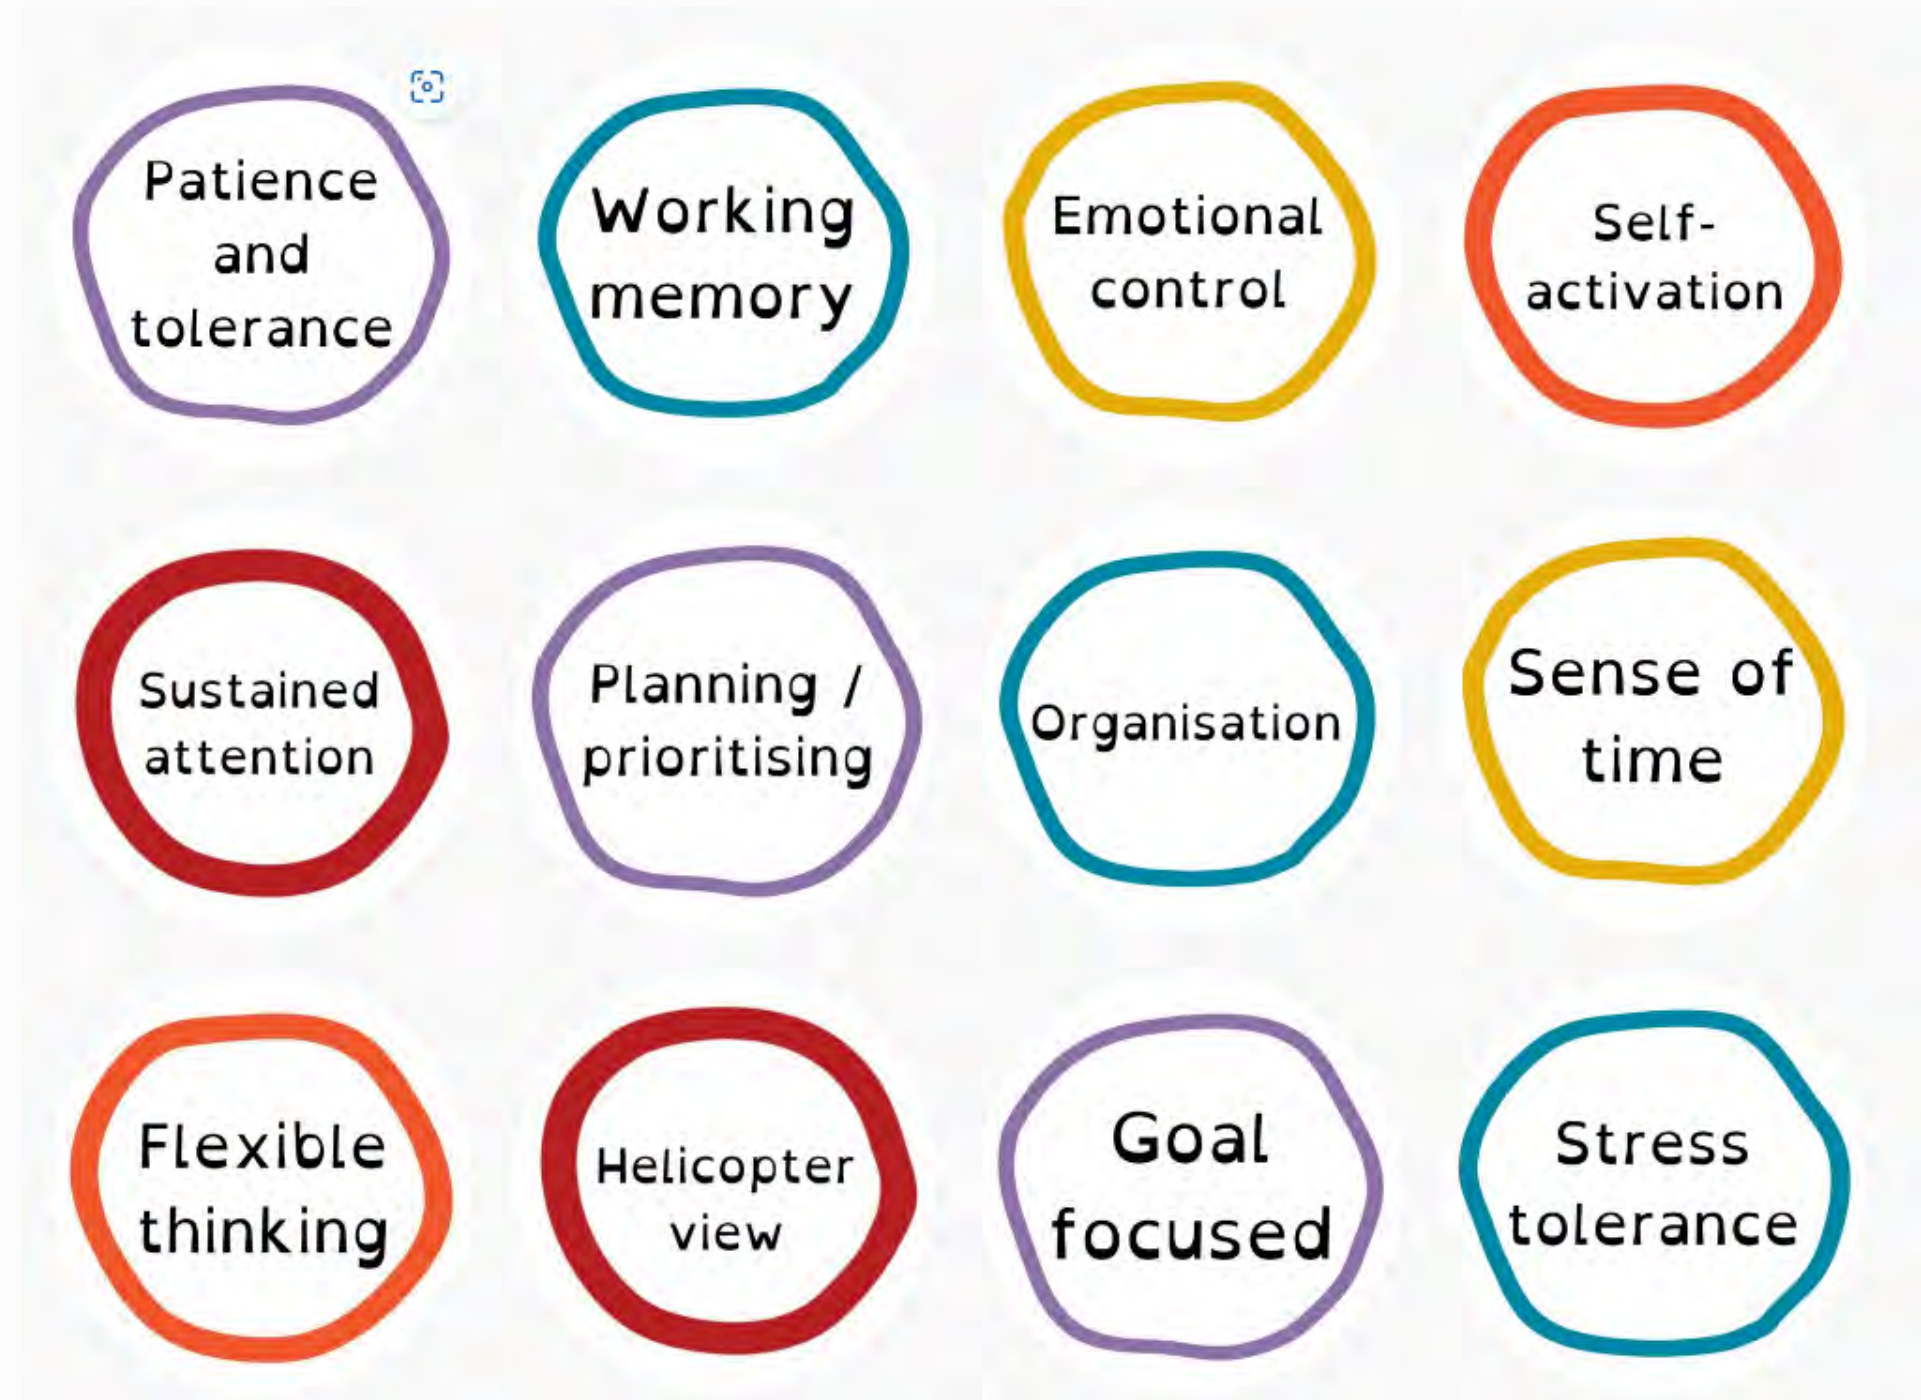 Patience
and
tolerance
Working
memory
Emotional
control
Self-
activation
Sustained
attention
Planning /
prioritising
Organisation
Sense of
time
Flexible
thinking
Helicopter
view
Goal
focused
Stress
tolerance